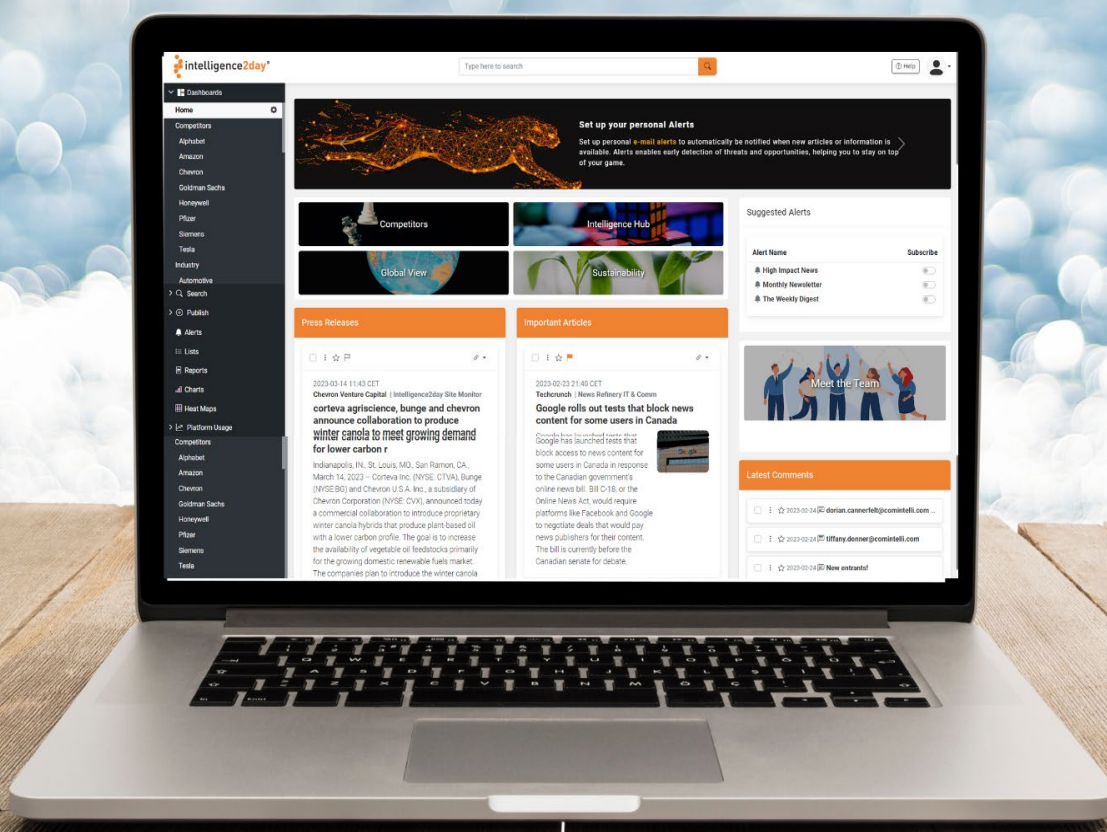 intelligence2day®
Type here to search
Help
Dashboards
Home
Competitors
Alphabet
Amazon
Chevron
Goldman Sachs
Honeywell
Pfizer
Siemens
Tesla
Industry
Automotive
Search
Publish
Alerts
Lists
Reports
Charts
Heat Maps
Platform Usage
Competitors
Alphabet
Amazon
Chevron
Goldman Sachs
Honeywell
Pfizer
Siemens
Tesla
Set up your personal Alerts
Set up personal e-mail alerts to automatically be notified when new articles or information is
available. Alerts enables early detection of threats and opportunities, helping you to stay on top
of your game.
Competitors
Intelligence Hub
Global View
Sustainability
Press Releases
2023-03-14 11:43 CET
Chevron Venture Capital | Intelligence2day Site Monitor
corteva agriscience, bunge and chevron
announce collaboration to produce
winter canola to meet growing demand
for lower carbon r
Indianapolis, IN., St. Louis, MO., San Ramon, CA.,
March 14, 2023 – Corteva Inc. (NYSE: CTVA), Bunge
(NYSE:BG) and Chevron U.S.A. Inc., a subsidiary of
Chevron Corporation (NYSE: CVX), announced today
a commercial collaboration to introduce proprietary
winter canola hybrids that produce plant-based oil
with a lower carbon profile. The goal is to increase
the availability of vegetable oil feedstocks primarily
for the growing domestic renewable fuels market.
The companies plan to introduce the winter canola
Important Articles
2023-02-23 21:40 CET
Techcrunch | News Refinery IT & Comm
Google rolls out tests that block news
content for some users in Canada
Google has launched tests that
Google has launched tests that
block access to news content for
some users in Canada in response
to the Canadian government's
online news bill. Bill C-18, or the
Online News Act, would require
platforms like Facebook and Google
to negotiate deals that would pay
news publishers for their content.
The bill is currently before the
Canadian senate for debate.
Google
Suggested Alerts
Alert Name Subscribe
High Impact News
Monthly Newsletter
The Weekly Digest
Meet the Team
Latest Comments
2023-02-24 dorian.cannerfelt@comintelli.com ...
2023-02-24 tiffany.donner@comintelli.com
2023-02-24 New entrants!